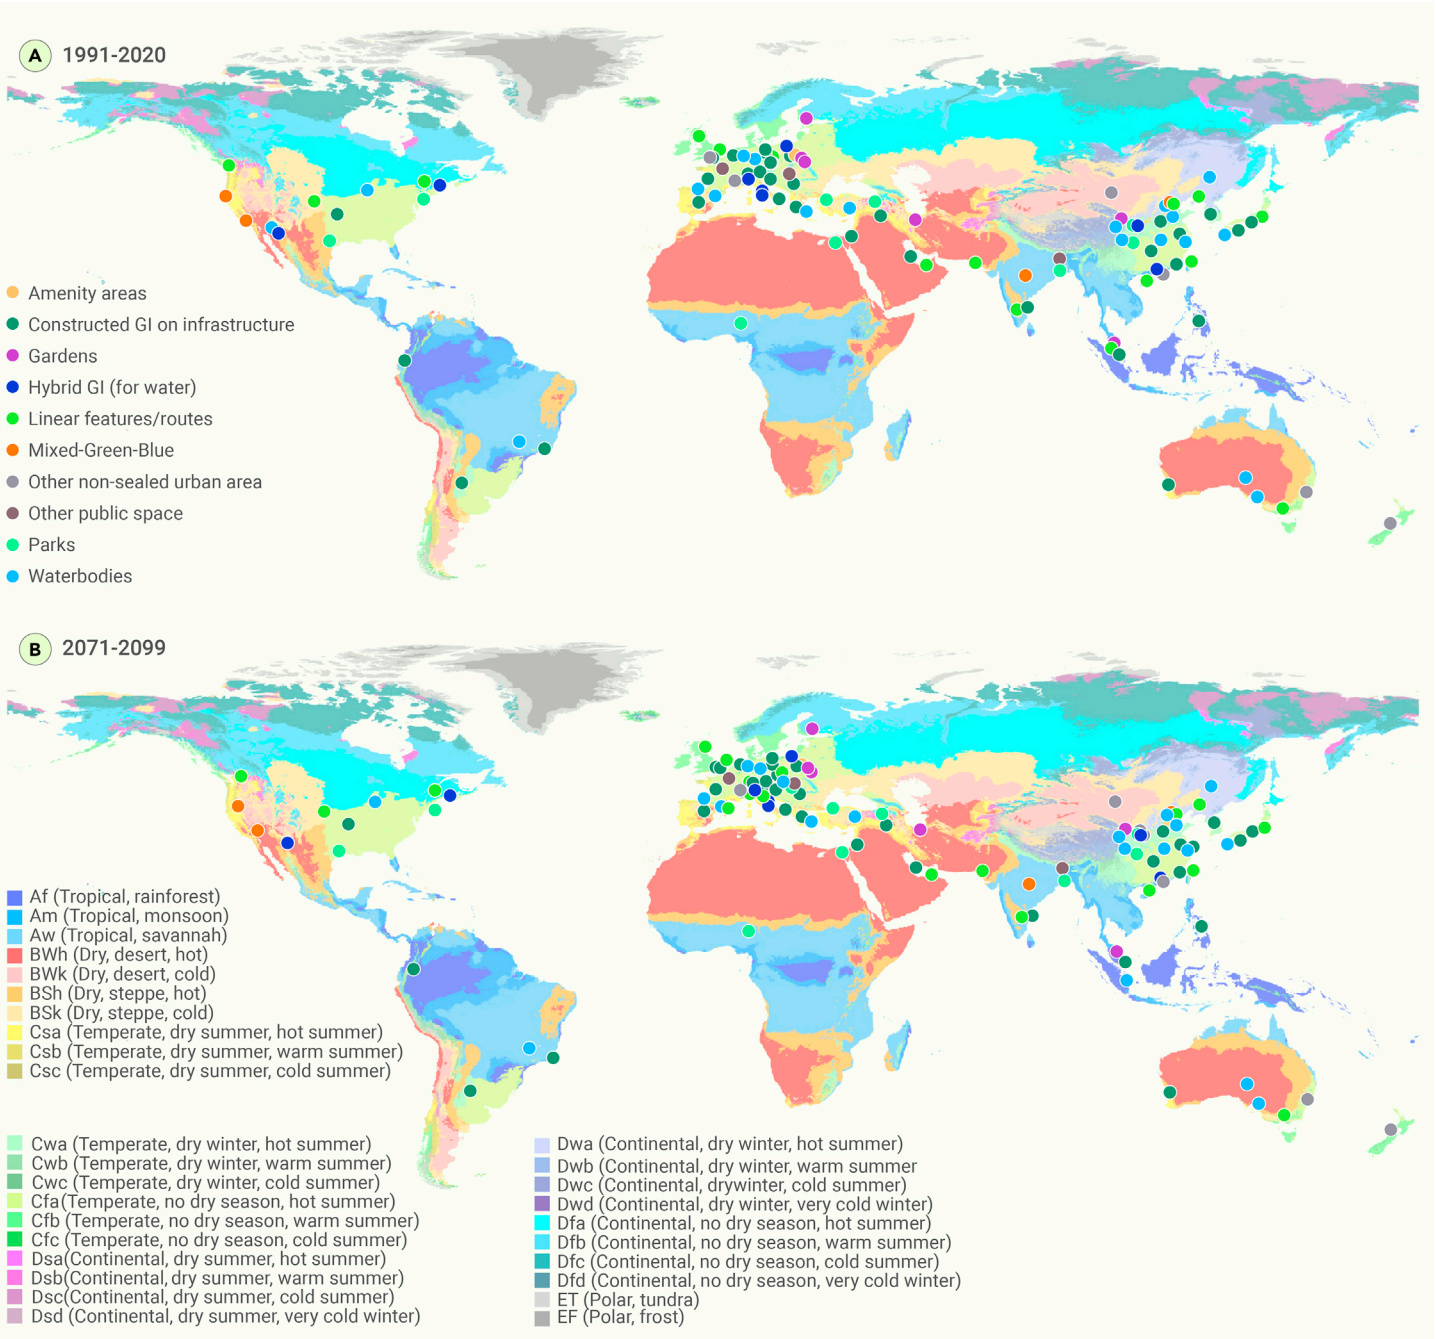 A 1991-2020
Amenity areas
Constructed GI on infrastructure
Gardens
Hybrid GI (for water)
Linear features/routes
Mixed-Green-Blue
Other non-sealed urban area
Other public space
Parks
Waterbodies
B 2071-2099
Af (Tropical, rainforest)
Am (Tropical, monsoon)
Aw (Tropical, savannah)
BWh (Dry, desert, hot)
BWk (Dry, desert, cold)
BSh (Dry, steppe, hot)
BSk (Dry, steppe, cold)
Csa (Temperate, dry summer, hot summer)
Csb (Temperate, dry summer, warm summer)
Csc (Temperate, dry summer, cold summer)
Cwa (Temperate, dry winter, hot summer)
Cwb (Temperate, dry winter, warm summer)
Cwc (Temperate, dry winter, cold summer)
Cfa(Temperate, no dry season, hot summer)
Cfb (Temperate, no dry season, warm summer)
Cfc (Temperate, no dry season, cold summer)
Dsa(Continental, dry summer, hot summer)
Dsb(Continental, dry summer, warm summer)
Dsc(Continental, dry summer, cold summer)
Dsd (Continental, dry summer, very cold winter)
Dwa (Continental, dry winter, hot summer)
Dwb (Continental, dry winter, warm summer
Dwc (Continental, drywinter, cold summer)
Dwd (Continental, dry winter, very cold winter)
Dfa (Continental, no dry season, hot summer)
Dfb (Continental, no dry season, warm summer)
Dfc (Continental, no dry season, cold summer)
Dfd (Continental, no dry season, very cold winter)
ET (Polar, tundra)
EF (Polar, frost)